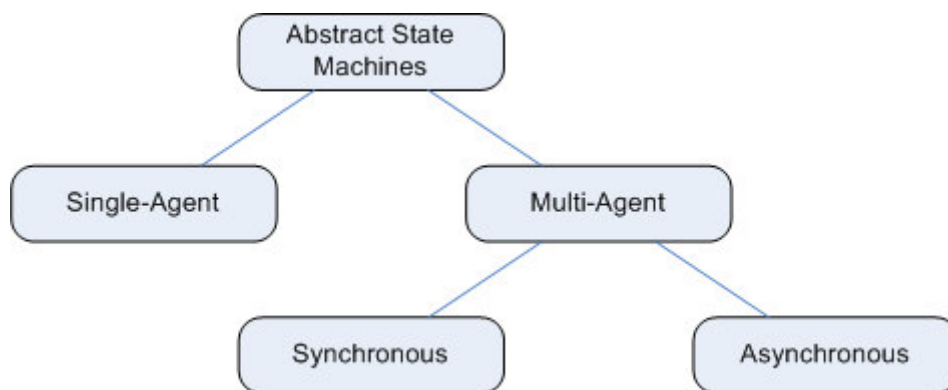 Abstract State
Machines
Single-Agent
Multi-Agent
Synchronous
Asynchronous